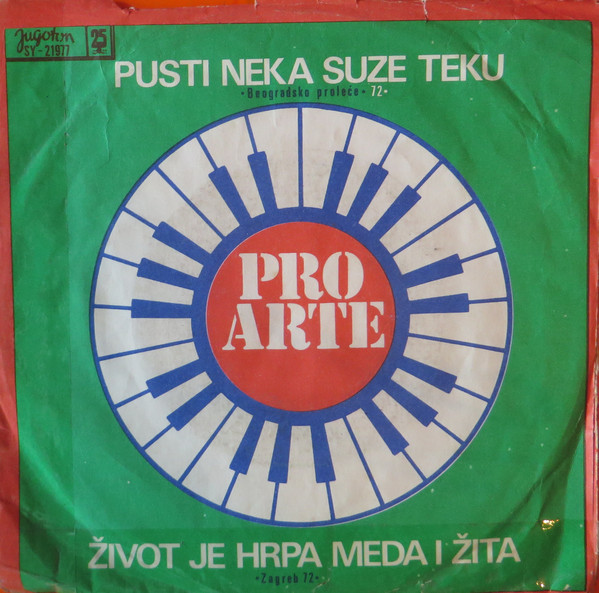 Jugoton
SY-21977
25
PUSTI NEKA SUZE TEKU
•Beogradsko proleće• 72•
PRO
ARTE
ŽIVOT JE HRPA MEDA I ŽITA
•Zagreb 72•